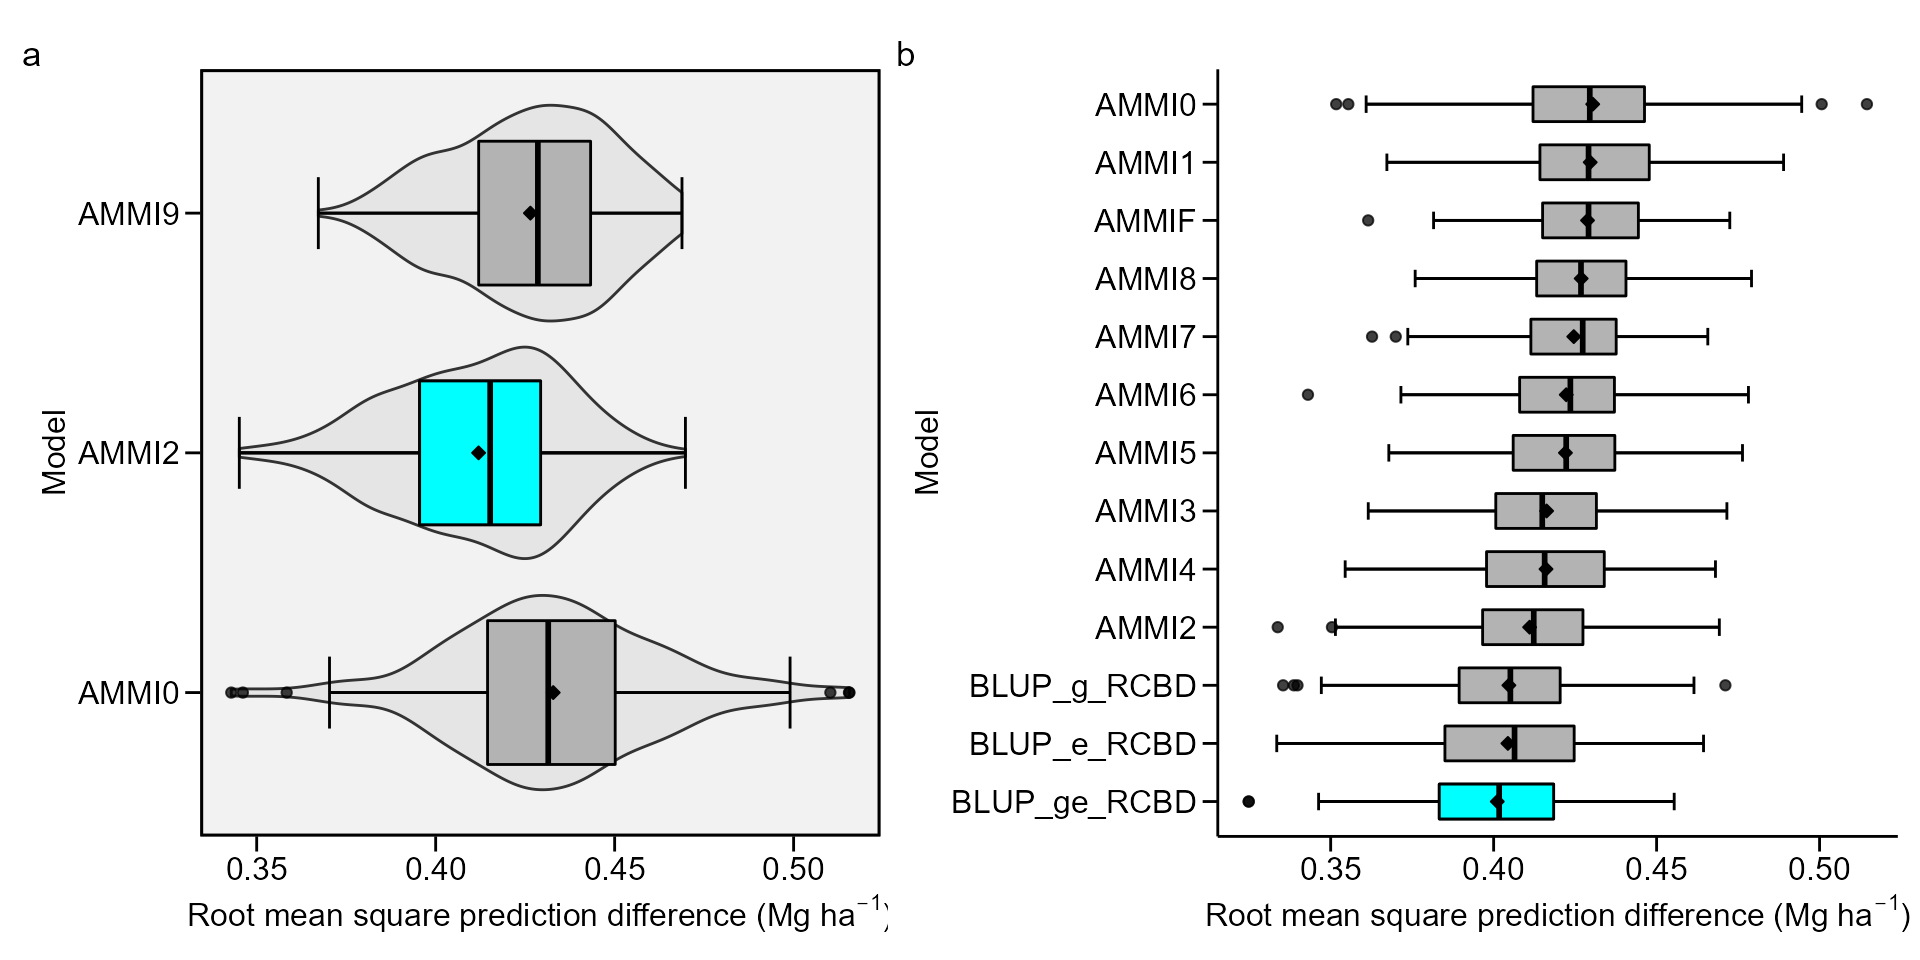 a
Model
AMMI9
AMMI2
AMMI0
0.35 0.40 0.45 0.50
Root mean square prediction difference (Mg ha⁻¹)
b
Model
AMMI0
AMMI1
AMMIF
AMMI8
AMMI7
AMMI6
AMMI5
AMMI3
AMMI4
AMMI2
BLUP_g_RCBD
BLUP_e_RCBD
BLUP_ge_RCBD
0.35 0.40 0.45 0.50
Root mean square prediction difference (Mg ha⁻¹)